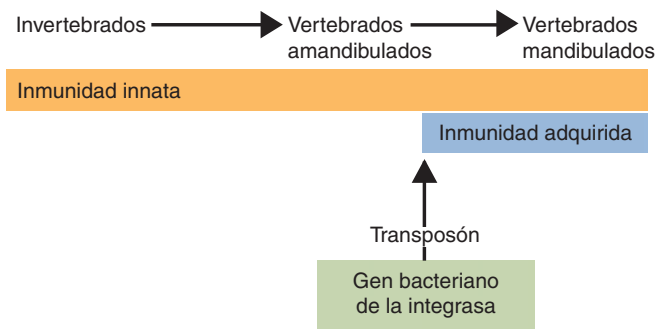 Invertebrados
Vertebrados
amandibulados
Vertebrados
mandibulados
Inmunidad innata
Inmunidad adquirida
Transposón
Gen bacteriano
de la integrasa